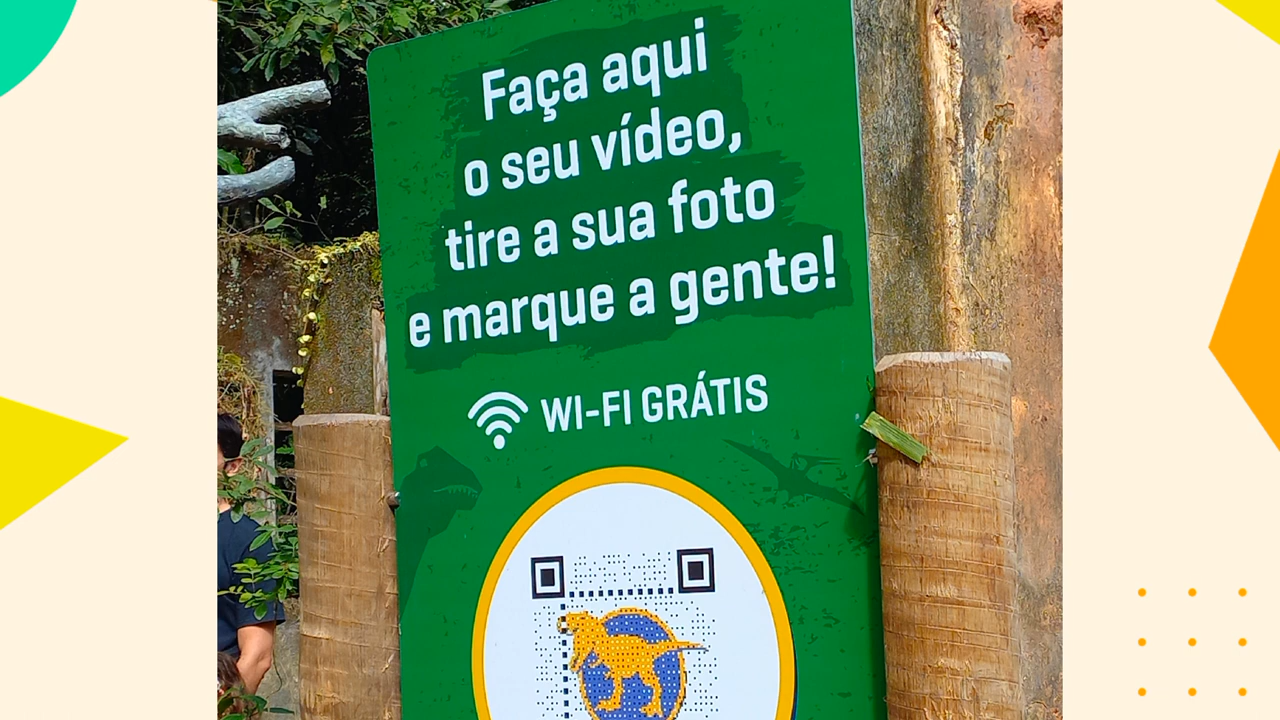 Faça aqui
o seu vídeo,
tire a sua foto
e marque a gente!
WI-FI GRÁTIS